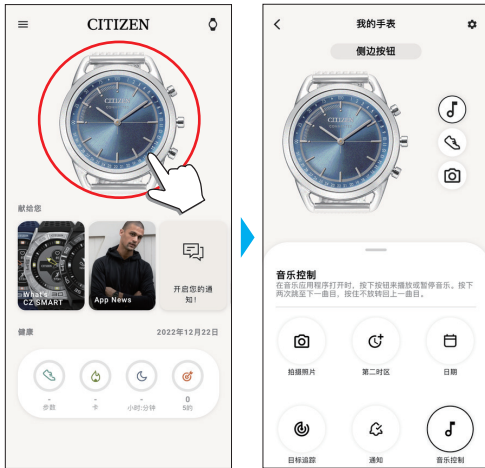 CITIZEN
CITIZEN
献给您
What's
CZ SMART
App News
开启您的通
知!
健康
2022年12月22日
-
步数
-
卡
-
小时:分钟
0
5的
我的手表
侧边按钮
CITIZEN
音乐控制
在音乐应用程序打开时，按下按钮来播放或暂停音乐。按下
两次跳至下一曲目，按住不放转回上一曲目。
拍摄照片
第二时区
日期
目标追踪
通知
音乐控制